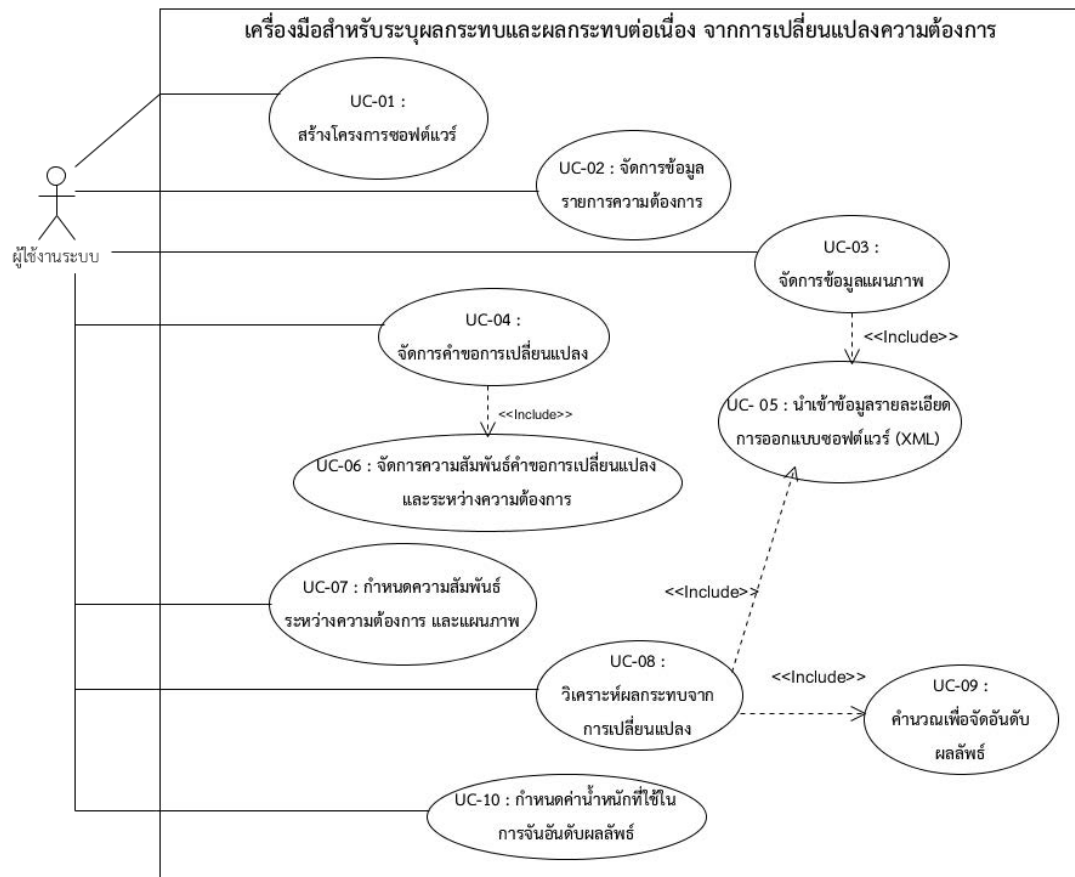 เครื่องมือสำหรับระบุผลกระทบและผลกระทบต่อเนื่อง จากการเปลี่ยนแปลงความต้องการ
UC-01 :
สร้างโครงการซอฟต์แวร์
UC-02 : จัดการข้อมูล
รายการความต้องการ
ผู้ใช้งานระบบ
UC-03 :
จัดการข้อมูลแผนภาพ
UC-04 :
จัดการคำขอการเปลี่ยนแปลง
<<Include>>
<<Include>>
UC- 05 : นำเข้าข้อมูลรายละเอียด
การออกแบบซอฟต์แวร์ (XML)
UC-06 : จัดการความสัมพันธ์คำขอการเปลี่ยนแปลง
และระหว่างความต้องการ
UC-07 : กำหนดความสัมพันธ์
ระหว่างความต้องการ และแผนภาพ
<<Include>>
UC-08 :
วิเคราะห์ผลกระทบจาก
การเปลี่ยนแปลง
<<Include>>
UC-09 :
คำนวณเพื่อจัดอันดับ
ผลลัพธ์
UC-10 : กำหนดค่าน้ำหนักที่ใช้ใน
การจันอันดับผลลัพธ์